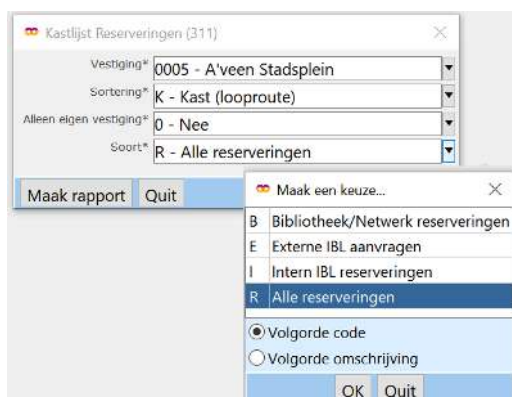 Kastlijst Reserveringen (311)
Vestiging* 0005 - A'veen Stadsplein
Sortering* K - Kast (looproute)
Alleen eigen vestiging* 0 - Nee
Soort* R - Alle reserveringen
Maak rapport Quit
Maak een keuze...
B Bibliotheek/Netwerk reserveringen
E Externe IBL aanvragen
I Intern IBL reserveringen
R Alle reserveringen
Volgorde code
Volgorde omschrijving
OK Quit